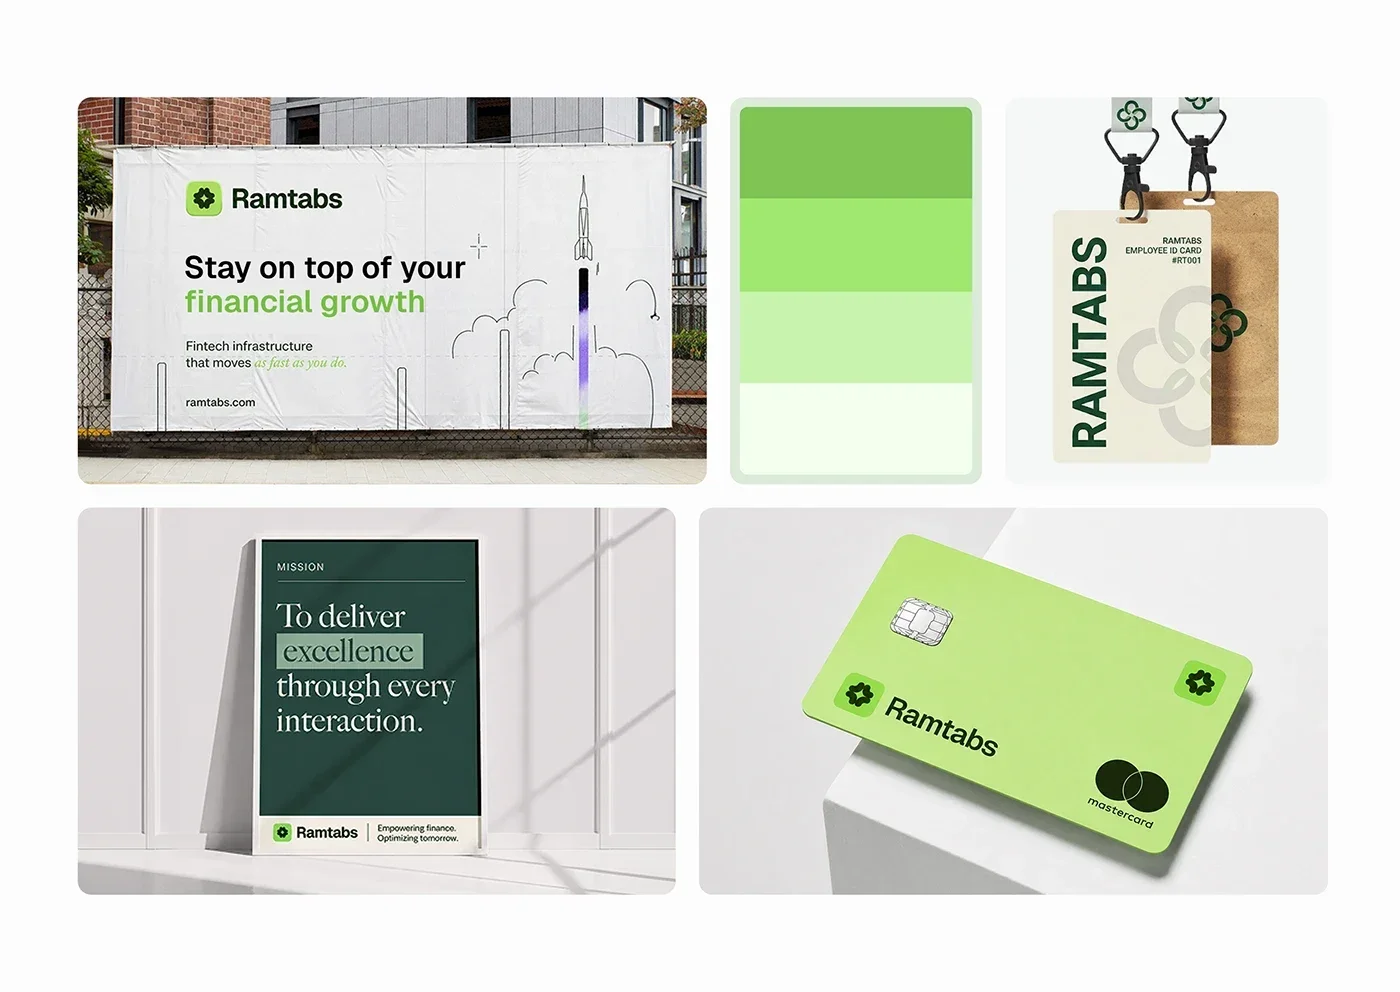 Ramtabs
Stay on top of your
financial growth
Fintech infrastructure
that moves as fast as you do.
ramtabs.com
RAMTABS
RAMTABS
EMPLOYEE ID CARD
#RT001
MISSION
To deliver
excellence
through every
interaction.
Ramtabs
Empowering finance.
Optimizing tomorrow.
Ramtabs
mastercard